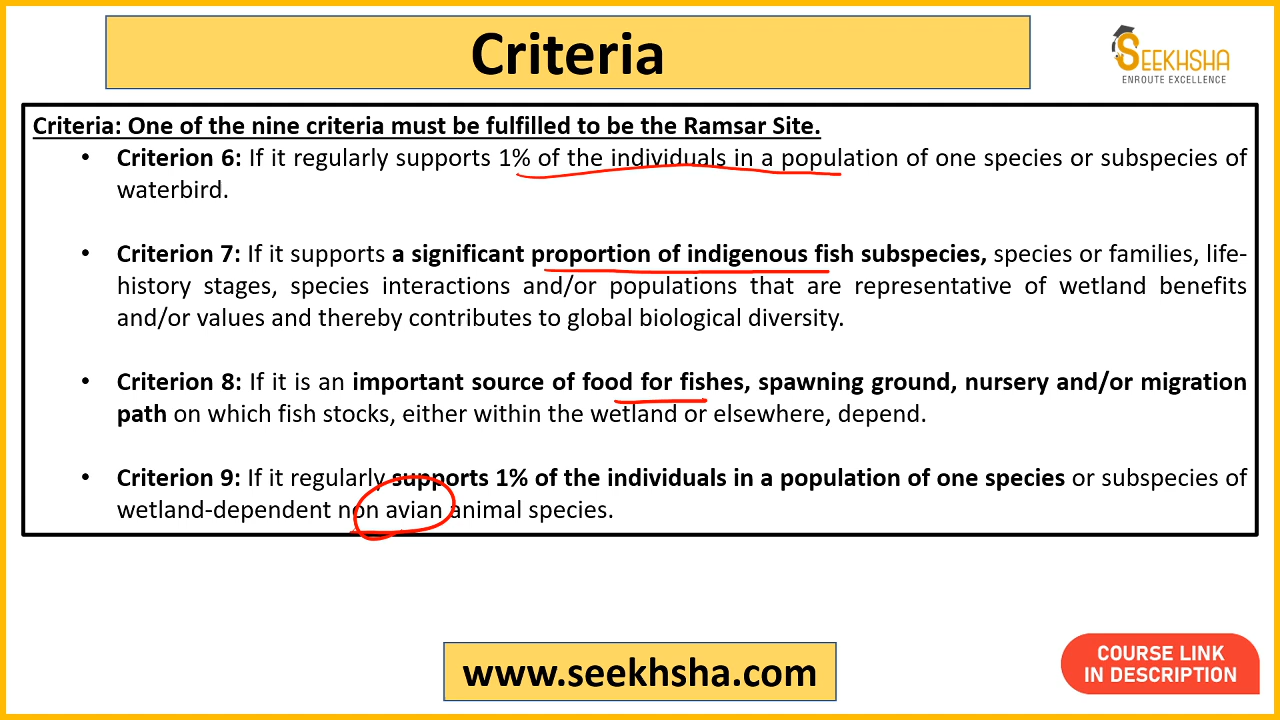 Criteria
SEEKHSHA
ENROUTE EXCELLENCE
Criteria: One of the nine criteria must be fulfilled to be the Ramsar Site.
• Criterion 6: If it regularly supports 1% of the individuals in a population of one species or subspecies of
waterbird.
• Criterion 7: If it supports a significant proportion of indigenous fish subspecies, species or families, life-
history stages, species interactions and/or populations that are representative of wetland benefits
and/or values and thereby contributes to global biological diversity.
• Criterion 8: If it is an important source of food for fishes, spawning ground, nursery and/or migration
path on which fish stocks, either within the wetland or elsewhere, depend.
• Criterion 9: If it regularly supports 1% of the individuals in a population of one species or subspecies of
wetland-dependent non avian animal species.
www.seekhsha.com
COURSE LINK
IN DESCRIPTION